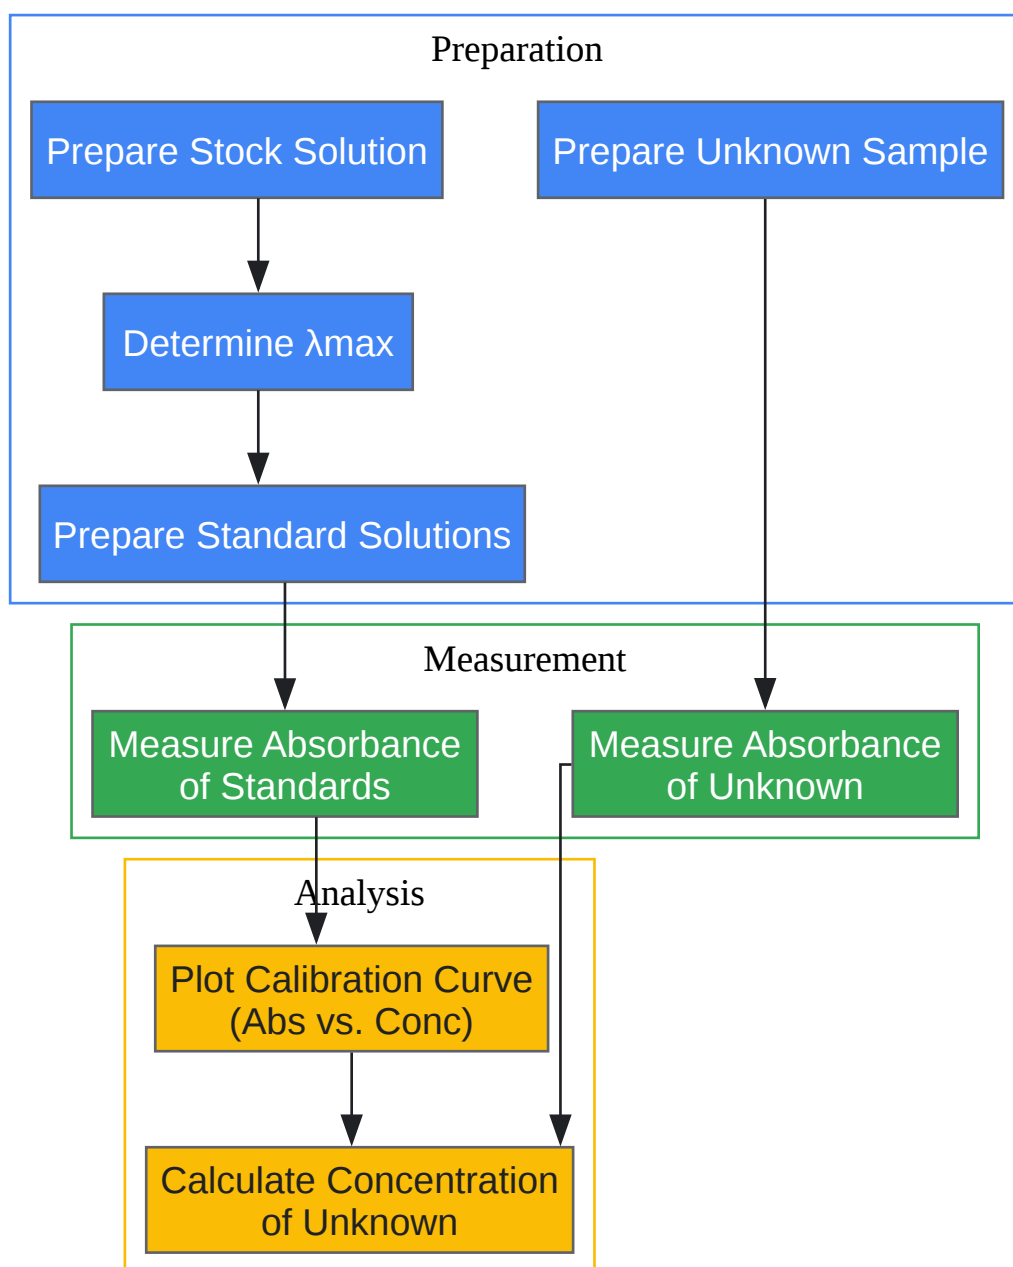 Preparation
Prepare Stock Solution
Prepare Unknown Sample
Determine λmax
Prepare Standard Solutions
Measurement
Measure Absorbance
of Standards
Measure Absorbance
of Unknown
Analysis
Plot Calibration Curve
(Abs vs. Conc)
Calculate Concentration
of Unknown